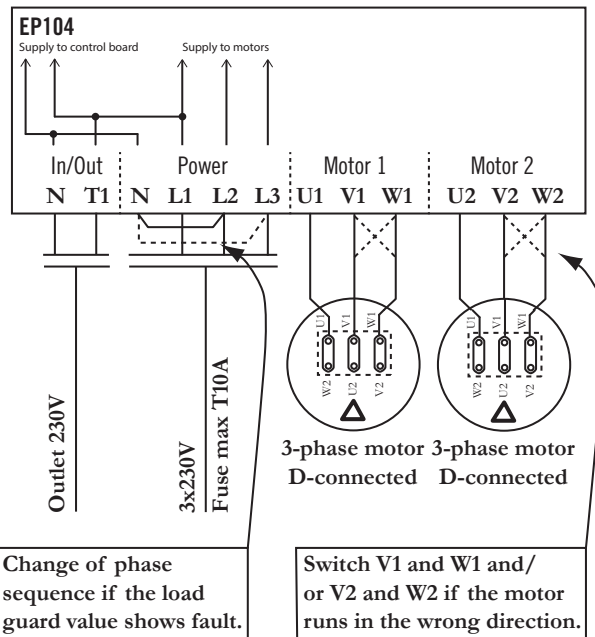 EP104
Supply to control board Supply to motors
In/Out Power Motor 1 Motor 2
N T1 N L1 L2 L3 U1 V1 W1 U2 V2 W2
U1 V1 W1 U1 V1 W1
W2 U2 V2 W2 U2 V2
Outlet 230V
3x230V
Fuse max T10A
3-phase motor
D-connected
3-phase motor
D-connected
Change of phase
sequence if the load
guard value shows fault.
Switch V1 and W1 and/
or V2 and W2 if the motor
runs in the wrong direction.